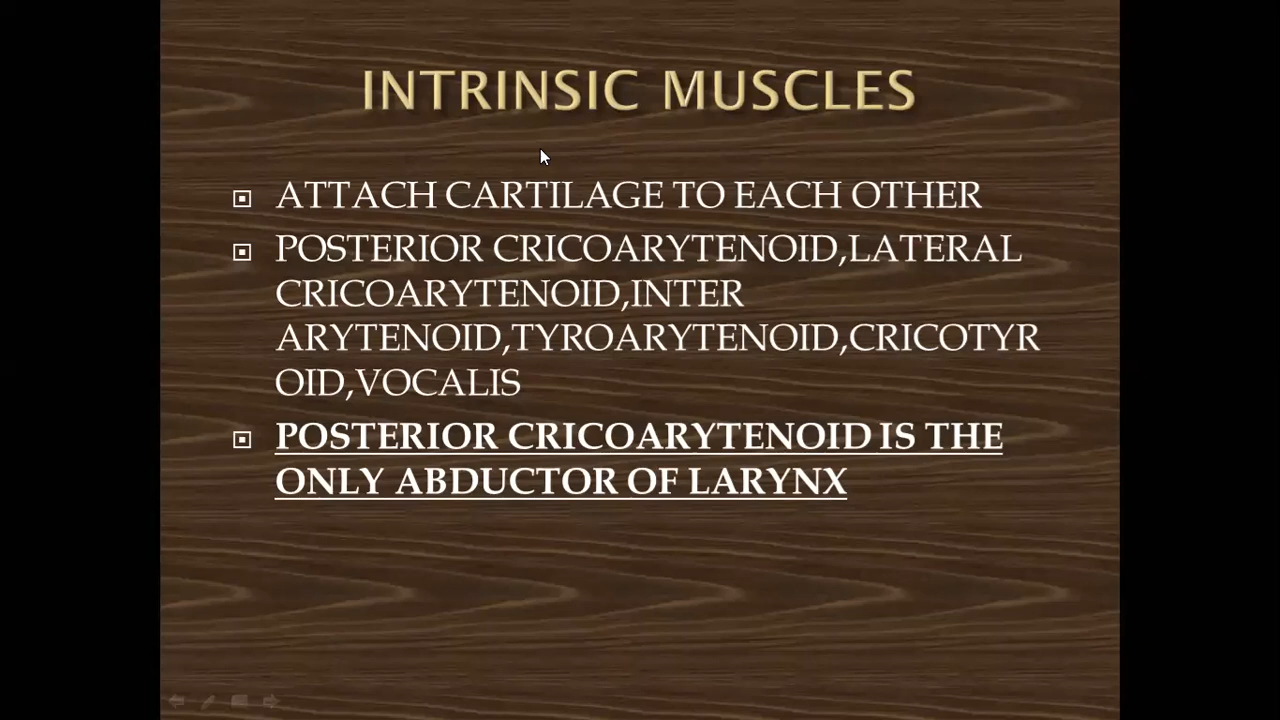 INTRINSIC MUSCLES
ATTACH CARTILAGE TO EACH OTHER
POSTERIOR CRICOARYTENOID,LATERAL
CRICOARYTENOID,INTER
ARYTENOID,TYROARYTENOID,CRICOTYR
OID,VOCALIS
POSTERIOR CRICOARYTENOID IS THE
ONLY ABDUCTOR OF LARYNX